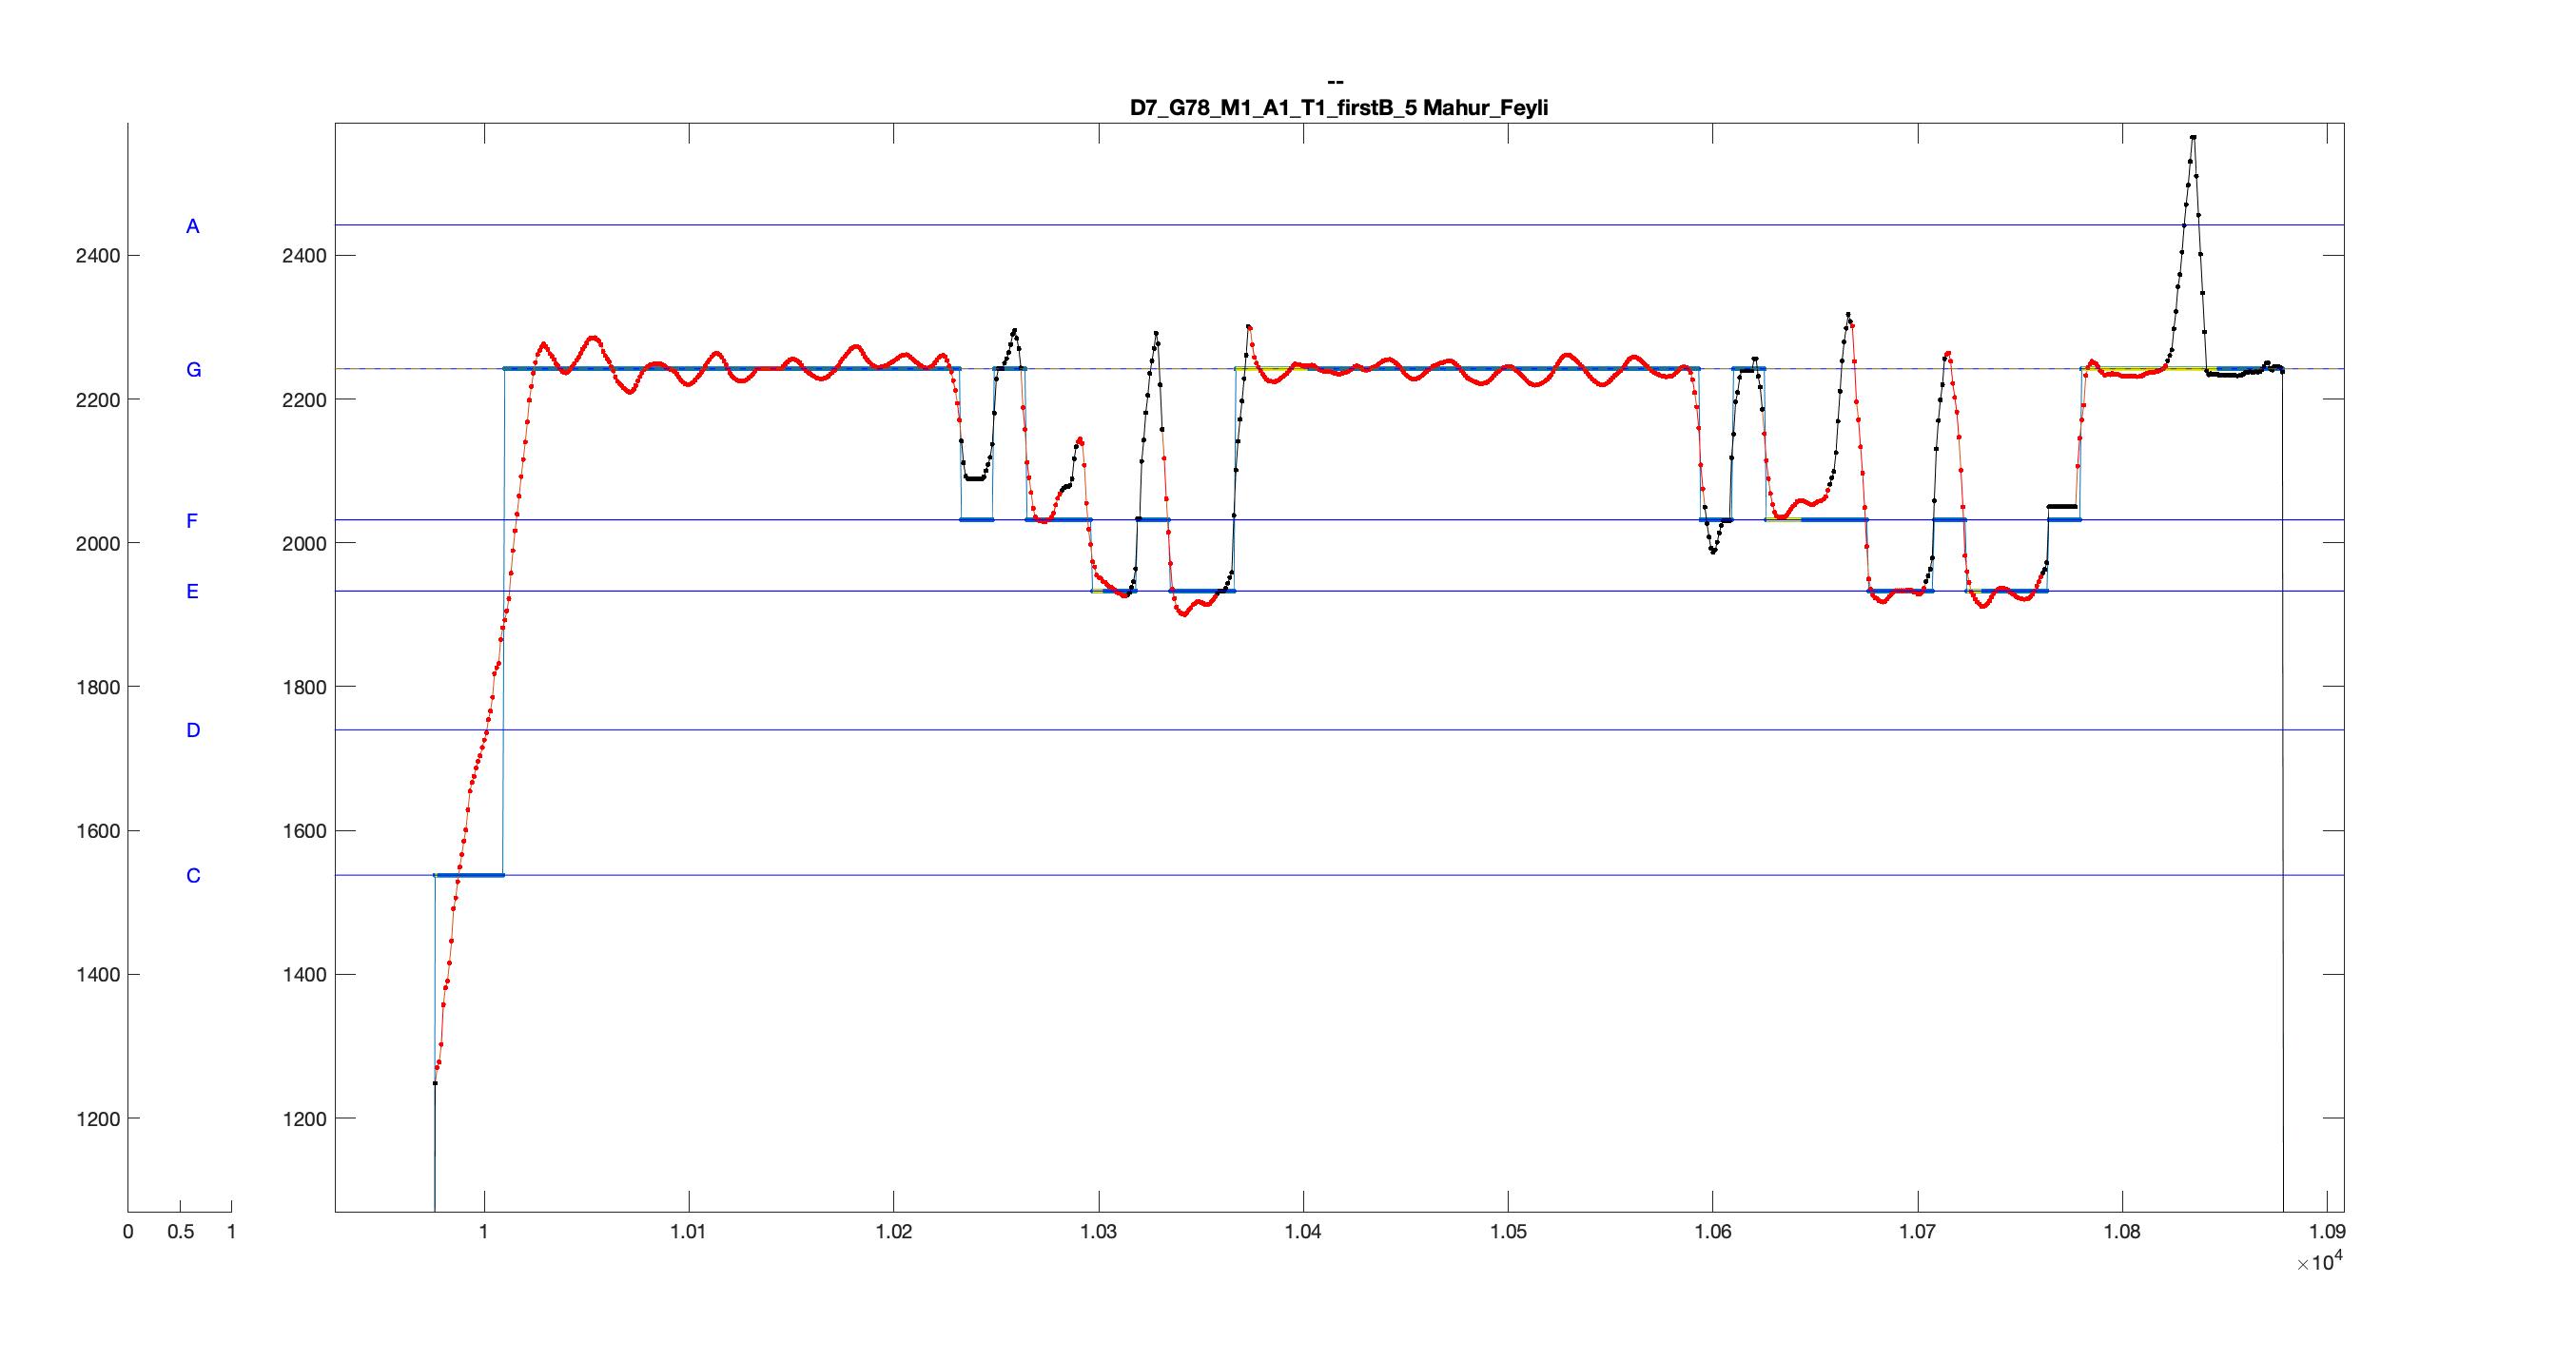 --
D7_G78_M1_A1_T1_firstB_5 Mahur_Feyli
A
2400 2400
G
2200 2200
F
2000 2000
E
1800 1800
D
1600 1600
C
1400 1400
1200 1200
0 0.5 1 1 1.01 1.02 1.03 1.04 1.05 1.06 1.07 1.08 1.09
×10^4